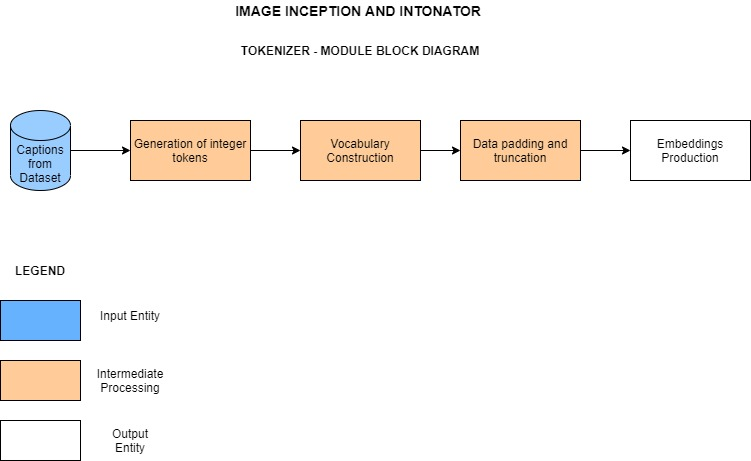 IMAGE INCEPTION AND INTONATOR
TOKENIZER - MODULE BLOCK DIAGRAM
Captions
from
Dataset
Generation of integer
tokens
Vocabulary
Construction
Data padding and
truncation
Embeddings
Production
LEGEND
Input Entity
Intermediate
Processing
Output
Entity